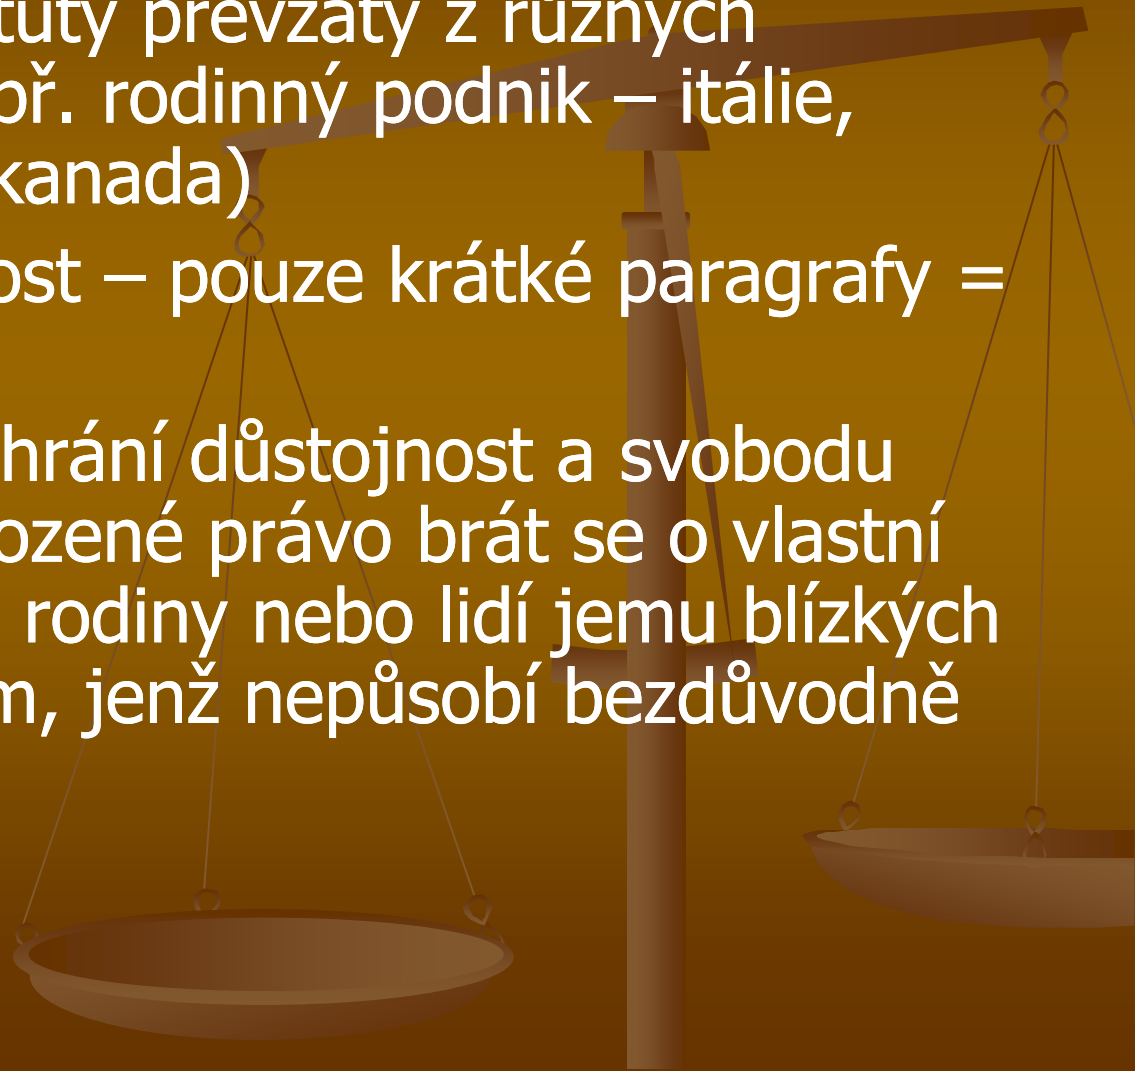 tuty převzaty z různých
př. rodinný podnik – itálie,
kanada)
ost – pouze krátké paragrafy =
hrání důstojnost a svobodu
ozené právo brát se o vlastní
rodiny nebo lidí jemu blízkých
m, jenž nepůsobí bezdůvodně